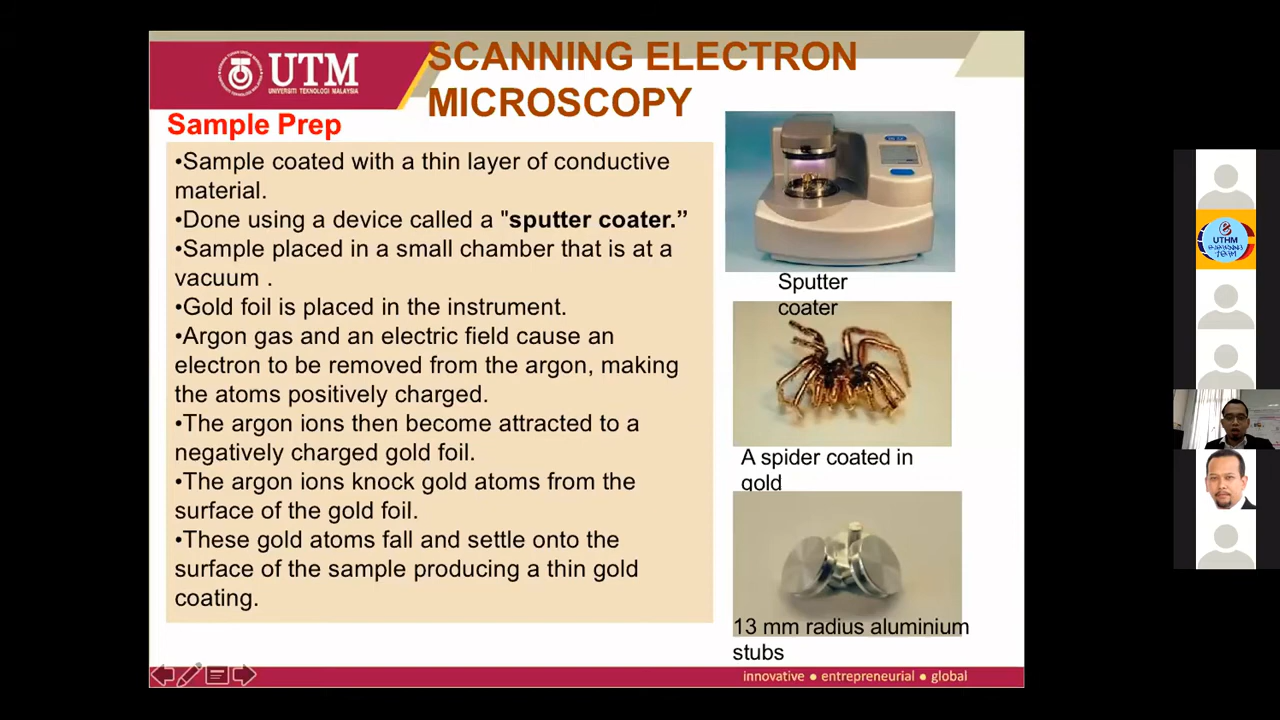 UTM
UNIVERSITI TEKNOLOGI MALAYSIA
SCANNING ELECTRON
MICROSCOPY
Sample Prep
•Sample coated with a thin layer of conductive
material.
•Done using a device called a "sputter coater.”
•Sample placed in a small chamber that is at a
vacuum .
•Gold foil is placed in the instrument.
•Argon gas and an electric field cause an
electron to be removed from the argon, making
the atoms positively charged.
•The argon ions then become attracted to a
negatively charged gold foil.
•The argon ions knock gold atoms from the
surface of the gold foil.
•These gold atoms fall and settle onto the
surface of the sample producing a thin gold
coating.
Sputter
coater
A spider coated in
gold
13 mm radius aluminium
stubs
innovative ● entrepreneurial ● global
UTHM